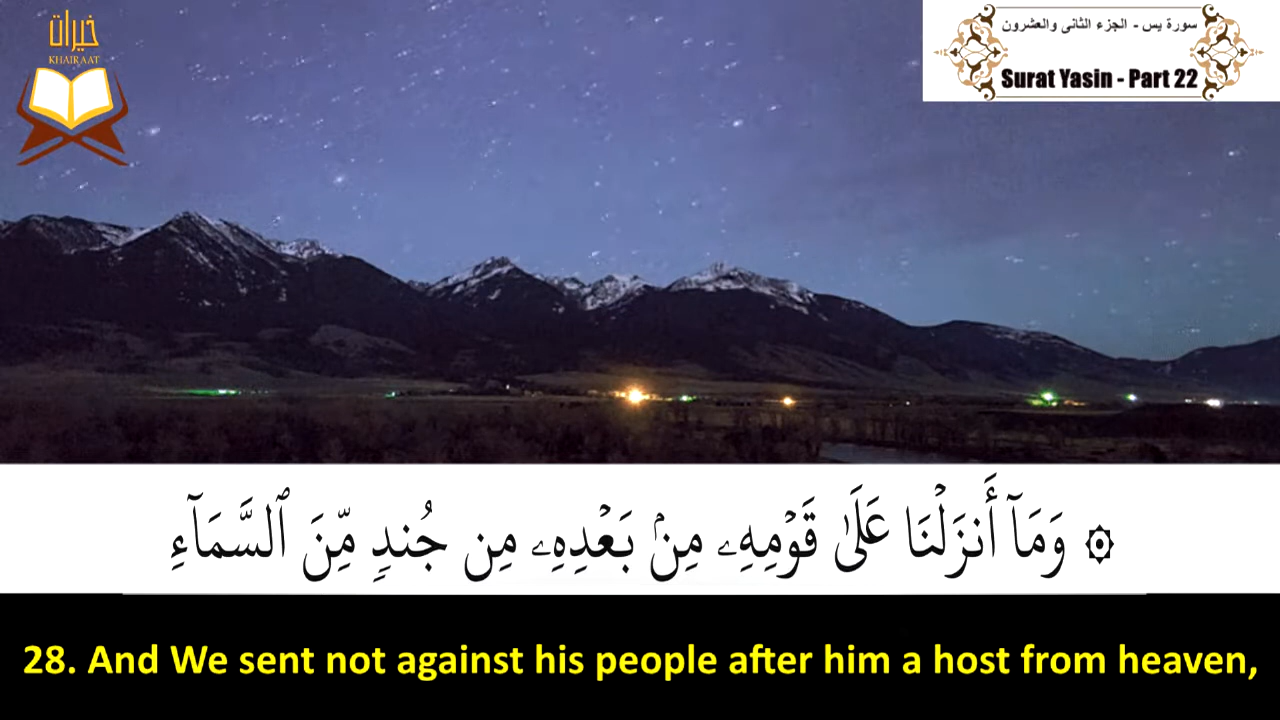 خيرات
KHAIRAAT
سورة يس - الجزء الثانى والعشرون
Surat Yasin - Part 22
۞ وَمَآ أَنزَلْنَا عَلَىٰ قَوْمِهِۦ مِنۢ بَعْدِهِۦ مِن جُندٍ مِّنَ ٱلسَّمَآءِ
28. And We sent not against his people after him a host from heaven,